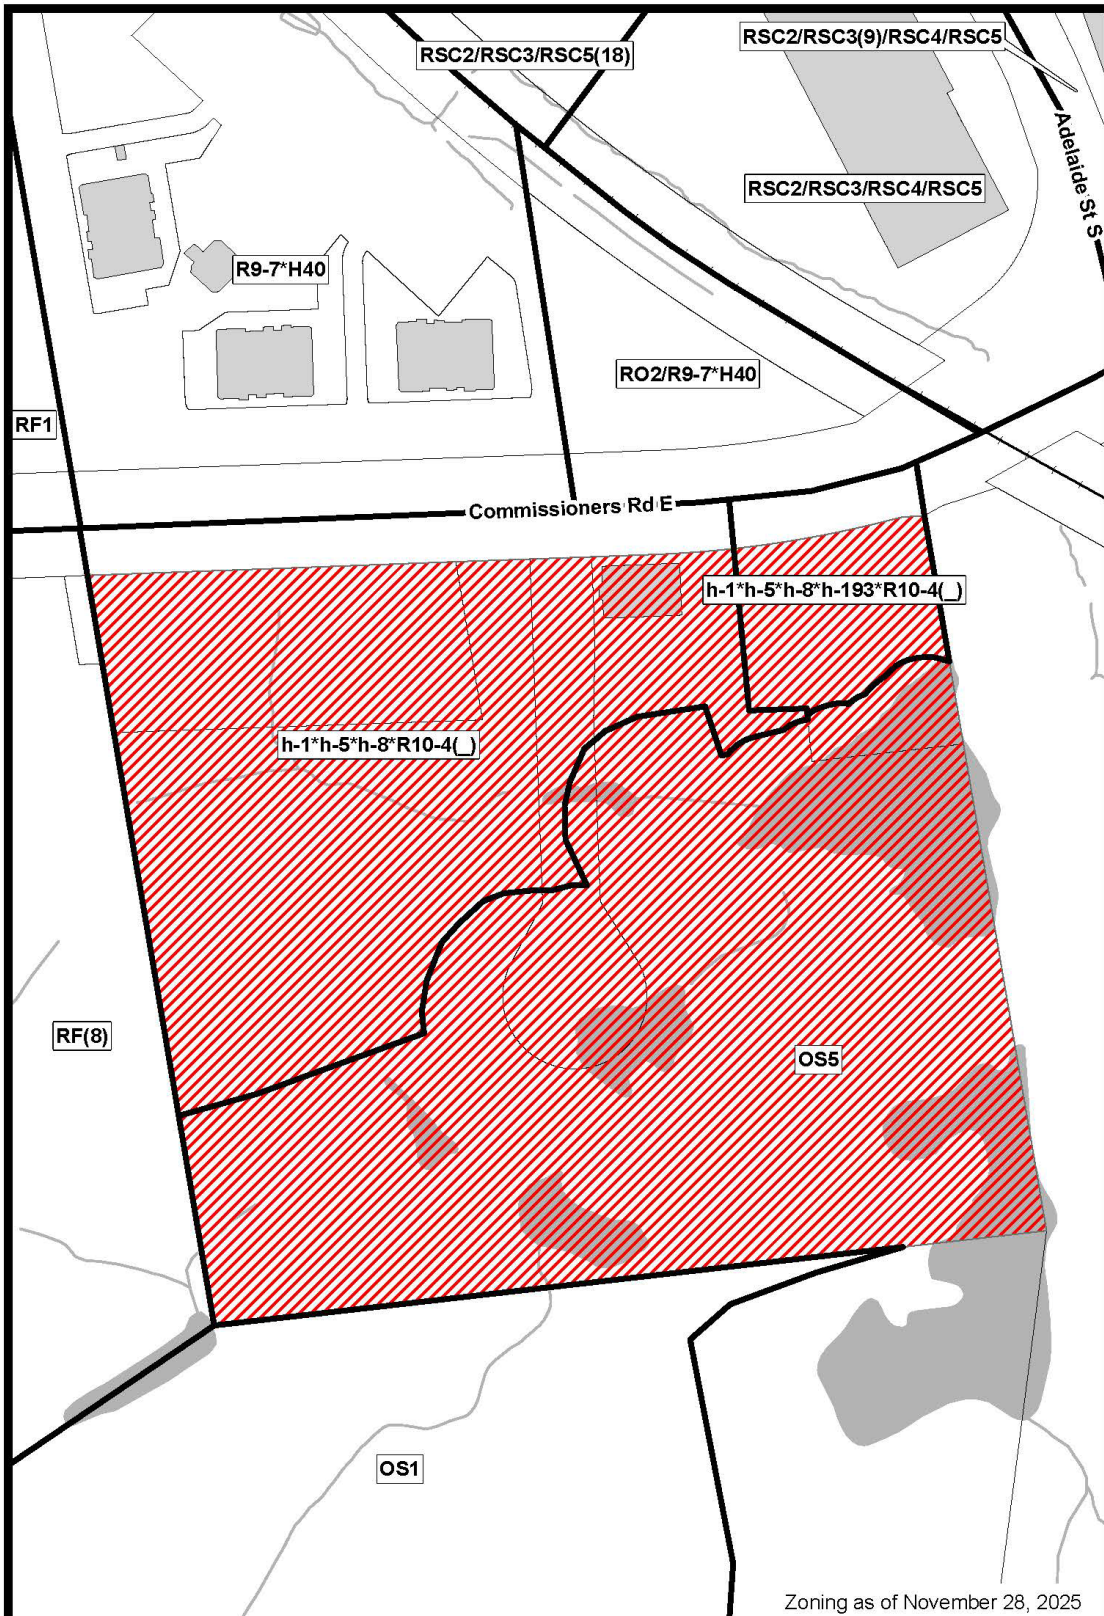 RSC2/RSC3/RSC5(18)
RSC2/RSC3(9)/RSC4/RSC5
Adelaide St S
RSC2/RSC3/RSC4/RSC5
R9-7*H40
RO2/R9-7*H40
RF1
Commissioners Rd E
h-1*h-5*h-8*h-193*R10-4(_)
h-1*h-5*h-8*R10-4(_)
RF(8)
OS5
OS1
Zoning as of November 28, 2025